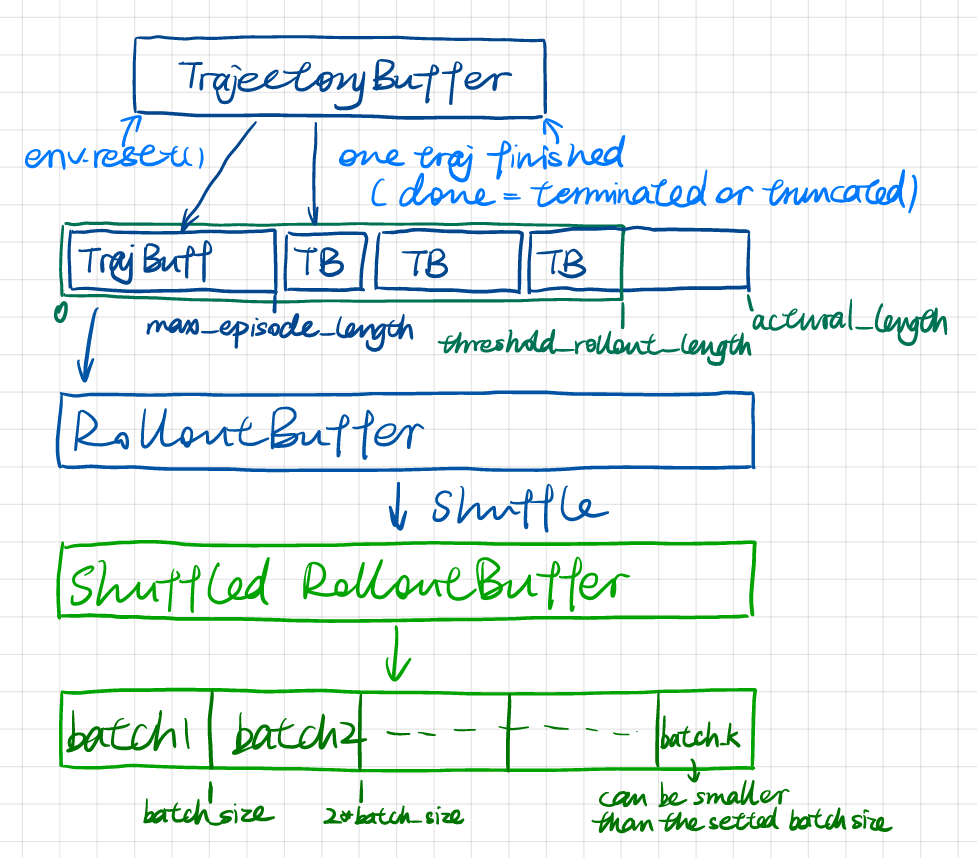 TrajectoryBuffer
env.reset()
one traj finished
(done = terminated or truncated)
TrajBuff
TB
TB
TB
0
max_episode_length
threshold_rollout_length
actural_length
RolloutBuffer
Shuffle
Shuffled RolloutBuffer
batch1
batch2
batch_k
batch_size
2*batch_size
can be smaller
than the setted batch size